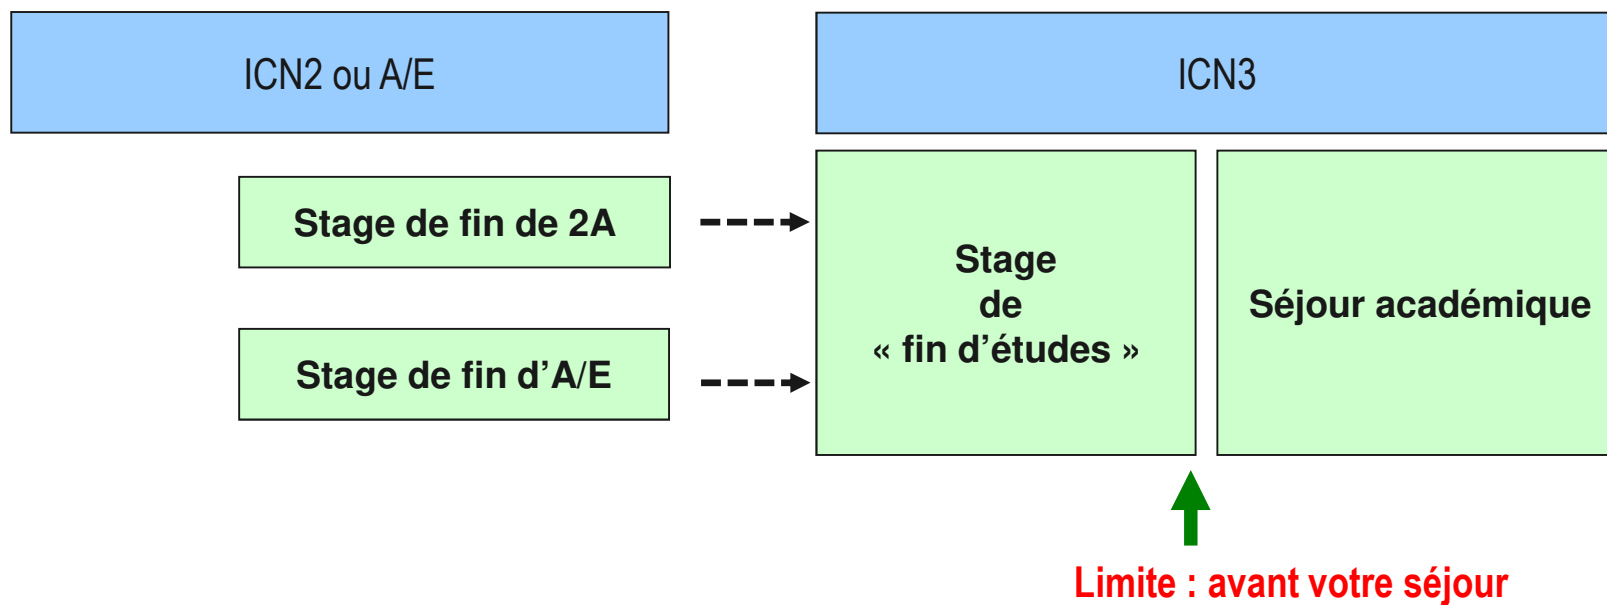 ICN2 ou A/E
ICN3
Stage de fin de 2A
Stage de fin d’A/E
Stage
de
« fin d’études »
Séjour académique
Limite : avant votre séjour